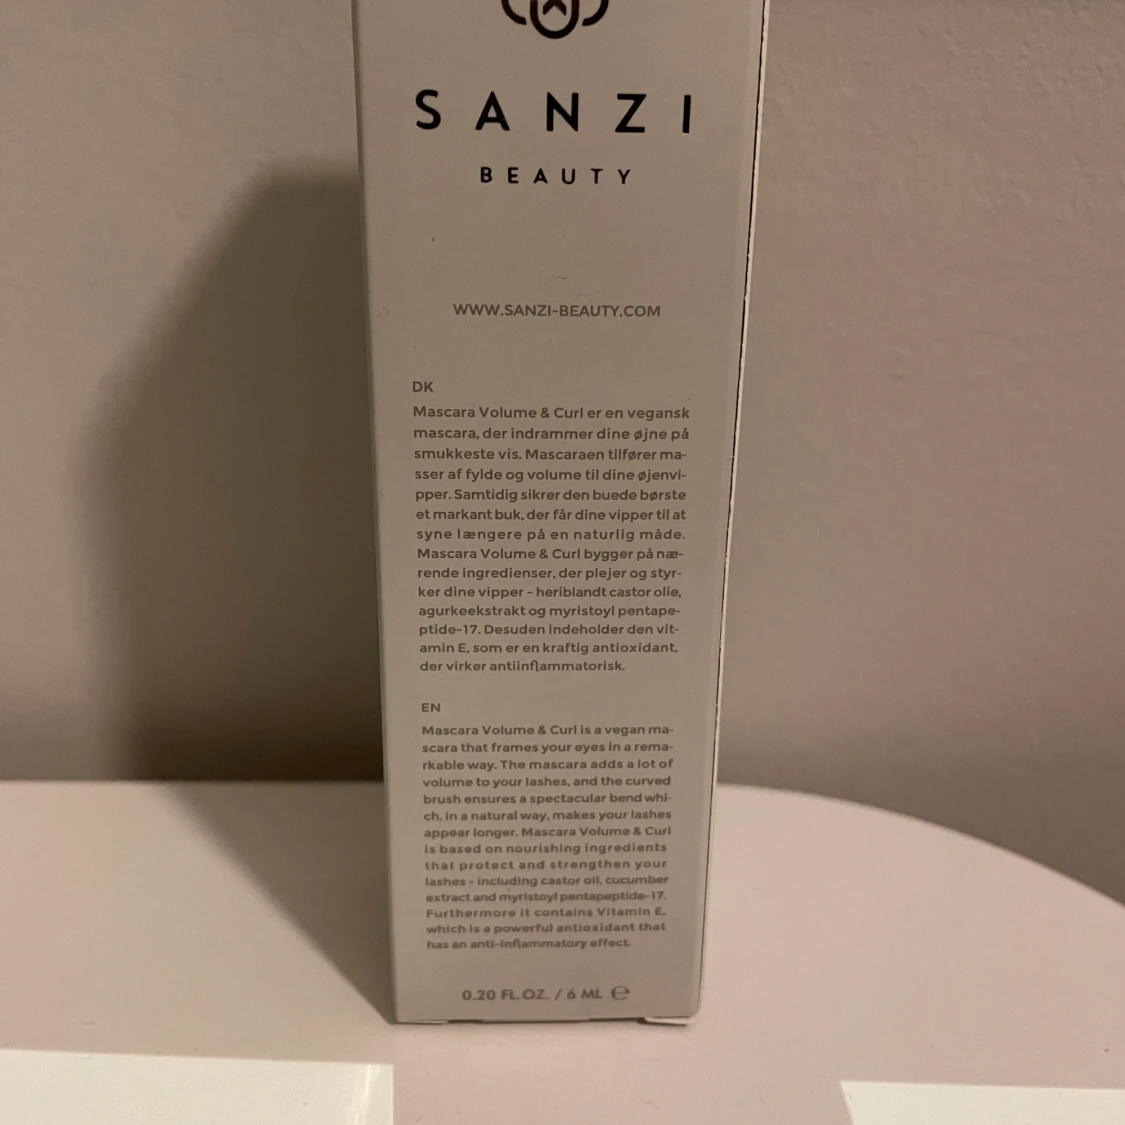 SANZI
BEAUTY
WWW.SANZI-BEAUTY.COM
DK
Mascara Volume & Curl er en vegansk
mascara, der indrammer dine øjne på
smukkeste vis. Mascaraen tilfører ma-
sser af fylde og volume til dine øjenvi-
pper. Samtidig sikrer den buede børste
et markant buk, der får dine vipper til at
syne længere på en naturlig måde.
Mascara Volume & Curl bygger på næ-
rende ingredienser, der plejer og styr-
ker dine vipper - heriblandt castor olie,
agurkeekstrakt og myristoyl pentape-
ptide-17. Desuden indeholder den vit-
amin E, som er en kraftig antioxidant,
der virker antiinflammatorisk.
EN
Mascara Volume & Curl is a vegan ma-
scara that frames your eyes in a rema-
rkable way. The mascara adds a lot of
volume to your lashes, and the curved
brush ensures a spectacular bend whi-
ch, in a natural way, makes your lashes
appear longer. Mascara Volume & Curl
is based on nourishing ingredients
that protect and strengthen your
lashes - including castor oil, cucumber
extract and myristoyl pentapeptide-17.
Furthermore it contains Vitamin E,
which is a powerful antioxidant that
has an anti-inflammatory effect.
0.20 FL.OZ. / 6 ML ℮